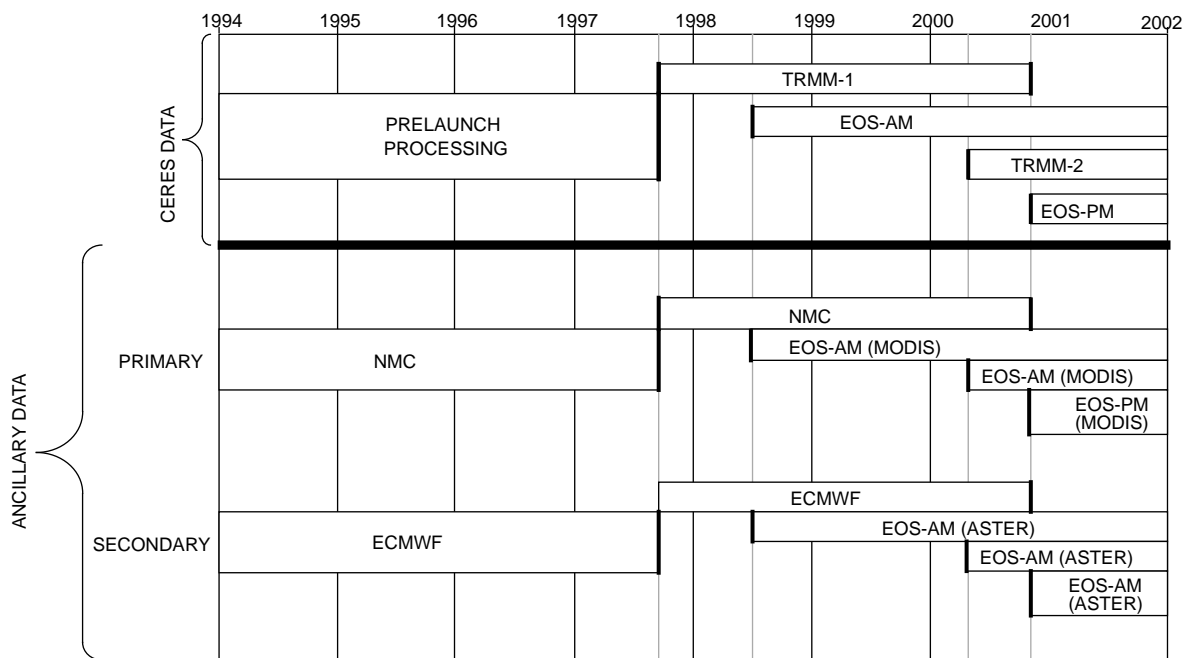 1994 1995 1996 1997 1998 1999 2000 2001 2002
CERES DATA
PRELAUNCH
PROCESSING
TRMM-1
EOS-AM
TRMM-2
EOS-PM
ANCILLARY DATA
PRIMARY
NMC
NMC
EOS-AM (MODIS)
EOS-AM (MODIS)
EOS-PM
(MODIS)
SECONDARY
ECMWF
ECMWF
EOS-AM (ASTER)
EOS-AM (ASTER)
EOS-AM
(ASTER)